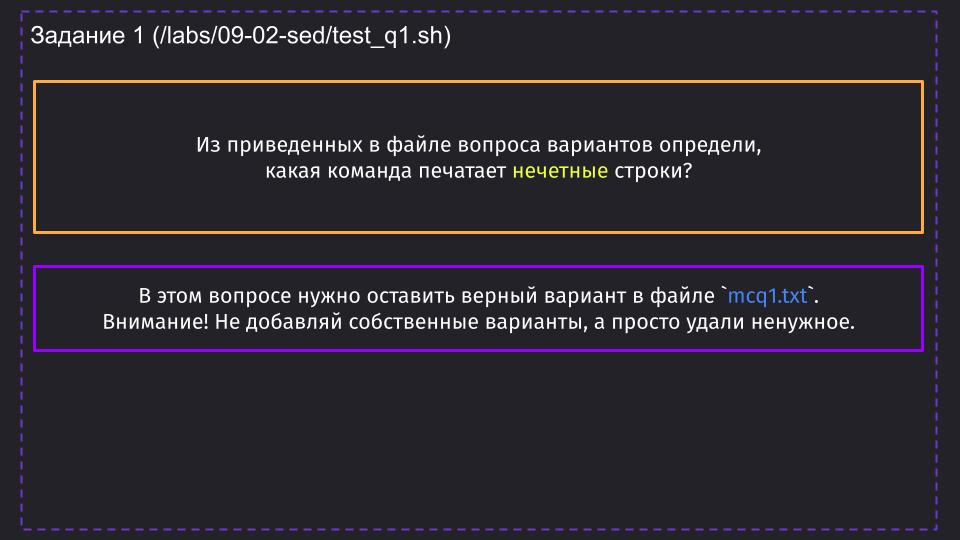 Задание 1 (/labs/09-02-sed/test_q1.sh)
Из приведенных в файле вопроса вариантов определи,
какая команда печатает нечетные строки?
В этом вопросе нужно оставить верный вариант в файле `mcq1.txt`.
Внимание! Не добавляй собственные варианты, а просто удали ненужное.